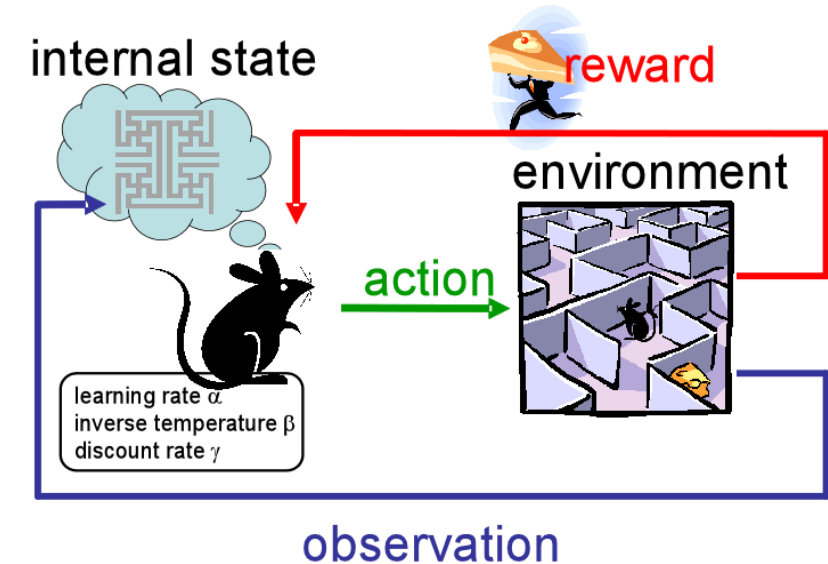 internal state
reward
environment
action
learning rate α
inverse temperature β
discount rate γ
observation